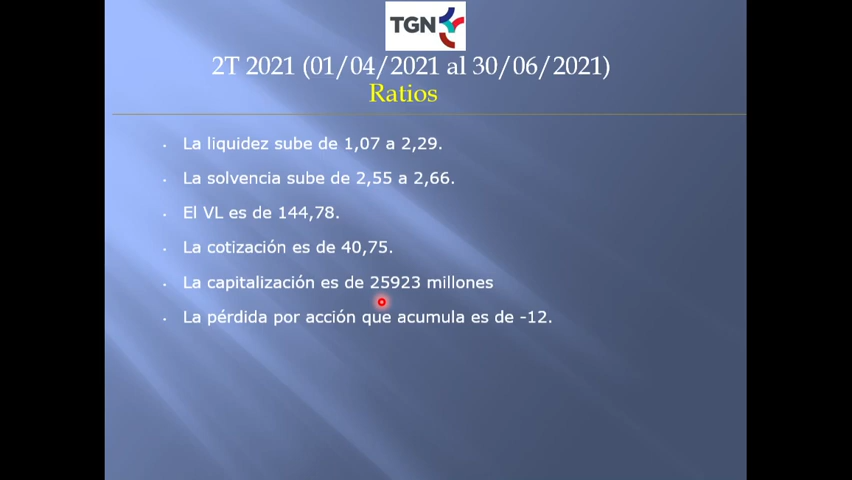 TGN
2T 2021 (01/04/2021 al 30/06/2021)
Ratios
• La liquidez sube de 1,07 a 2,29.
• La solvencia sube de 2,55 a 2,66.
• El VL es de 144,78.
• La cotización es de 40,75.
• La capitalización es de 25923 millones
• La pérdida por acción que acumula es de -12.